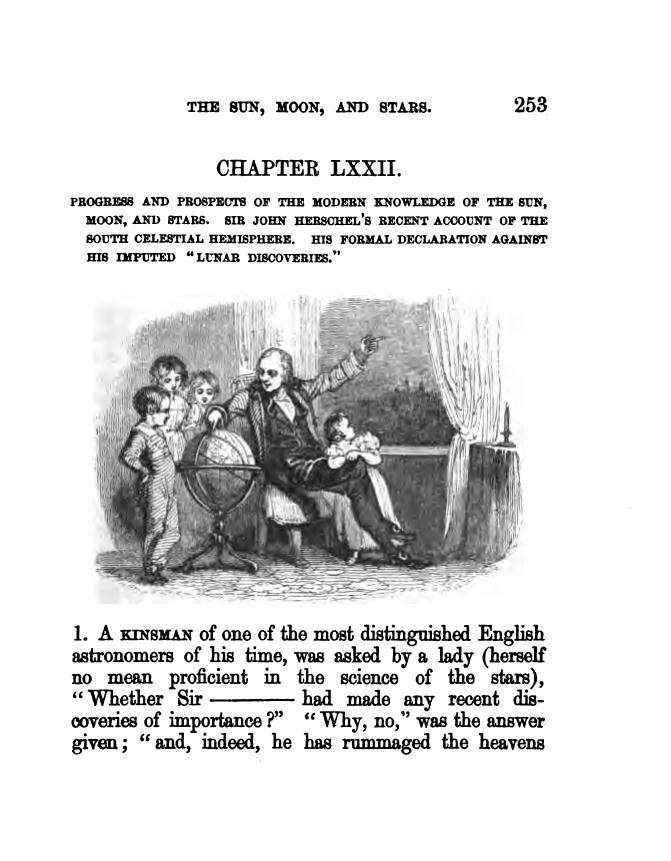 THE SUN, MOON, AND STARS. 253
CHAPTER LXXII.
PROGRESS AND PROSPECTS OF THE MODERN KNOWLEDGE OF THE SUN,
MOON, AND STARS. SIR JOHN HERSCHEL'S RECENT ACCOUNT OF THE
SOUTH CELESTIAL HEMISPHERE. HIS FORMAL DECLARATION AGAINST
HIS IMPUTED "LUNAR DISCOVERIES."
1. A KINSMAN of one of the most distinguished English
astronomers of his time, was asked by a lady (herself
no mean proficient in the science of the stars),
"Whether Sir ——— had made any recent dis-
coveries of importance?" "Why, no," was the answer
given; "and, indeed, he has rummaged the heavens